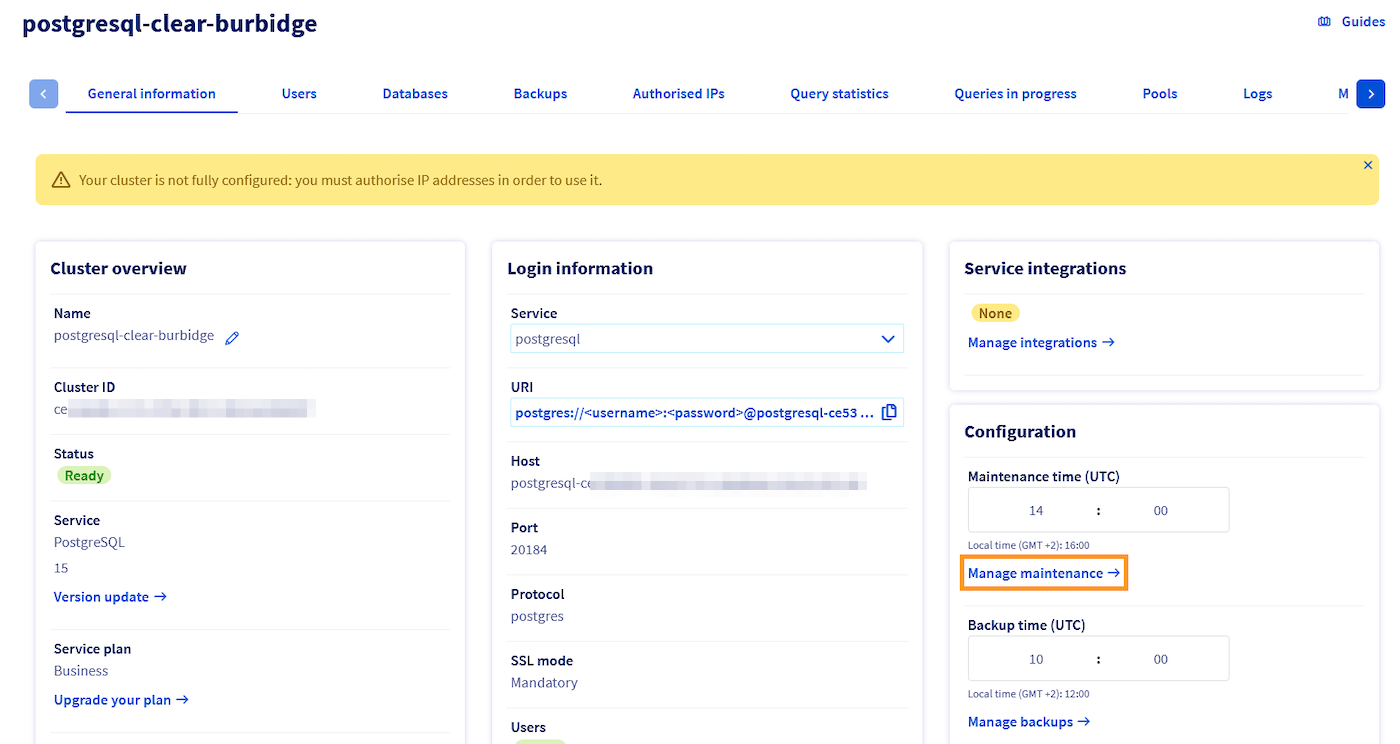 postgresql-clear-burbidge
Guides
General information
Users
Databases
Backups
Authorised IPs
Query statistics
Queries in progress
Pools
Logs
M
Your cluster is not fully configured: you must authorise IP addresses in order to use it.
Cluster overview
Name
postgresql-clear-burbidge
Cluster ID
ce
Status
Ready
Service
PostgreSQL
15
Version update →
Service plan
Business
Upgrade your plan →
Login information
Service
postgresql
URI
postgres://<username>:<password>@postgresql-ce53 ...
Host
postgresql-ce
Port
20184
Protocol
postgres
SSL mode
Mandatory
Users
Service integrations
None
Manage integrations →
Configuration
Maintenance time (UTC)
14 : 00
Local time (GMT +2): 16:00
Manage maintenance →
Backup time (UTC)
10 : 00
Local time (GMT +2): 12:00
Manage backups →